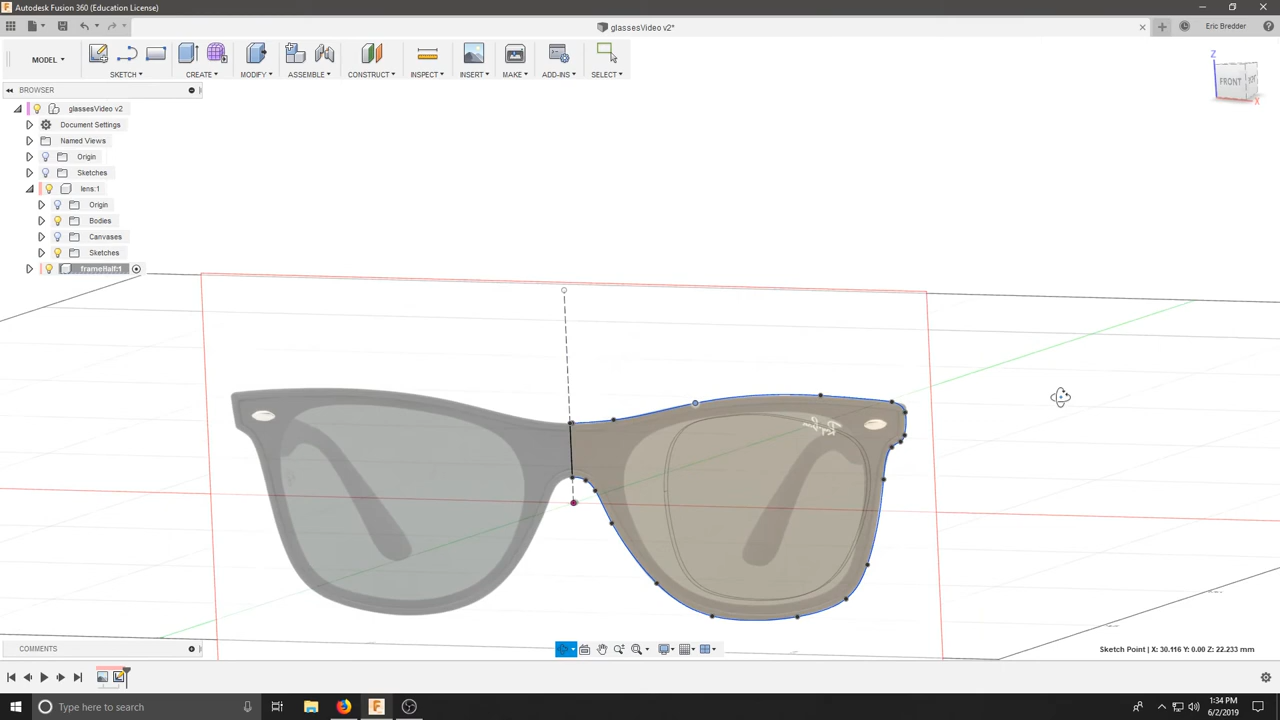 Autodesk Fusion 360 (Education License)
glassesVideo v2*
Eric Bredder
MODEL
SKETCH
CREATE
MODIFY
ASSEMBLE
CONSTRUCT
INSPECT
INSERT
MAKE
ADD-INS
SELECT
BROWSER
glassesVideo v2
Document Settings
Named Views
Origin
Sketches
lens:1
Origin
Bodies
Canvases
Sketches
frameHalf:1
Z
FRONT
X
COMMENTS
Sketch Point | X: 30.116 Y: 0.00 Z: 22.233 mm
Type here to search
1:34 PM
6/2/2019